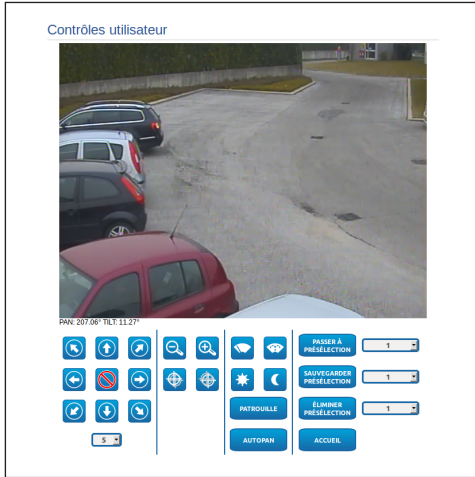 Contrôles utilisateur
PAN: 207.06° TILT: 11.27°
PASSER À
PRÉSÉLECTION
1
SAUVEGARDER
PRÉSÉLECTION
1
ÉLIMINER
PRÉSÉLECTION
1
PATROUILLE
5
AUTOPAN
ACCUEIL